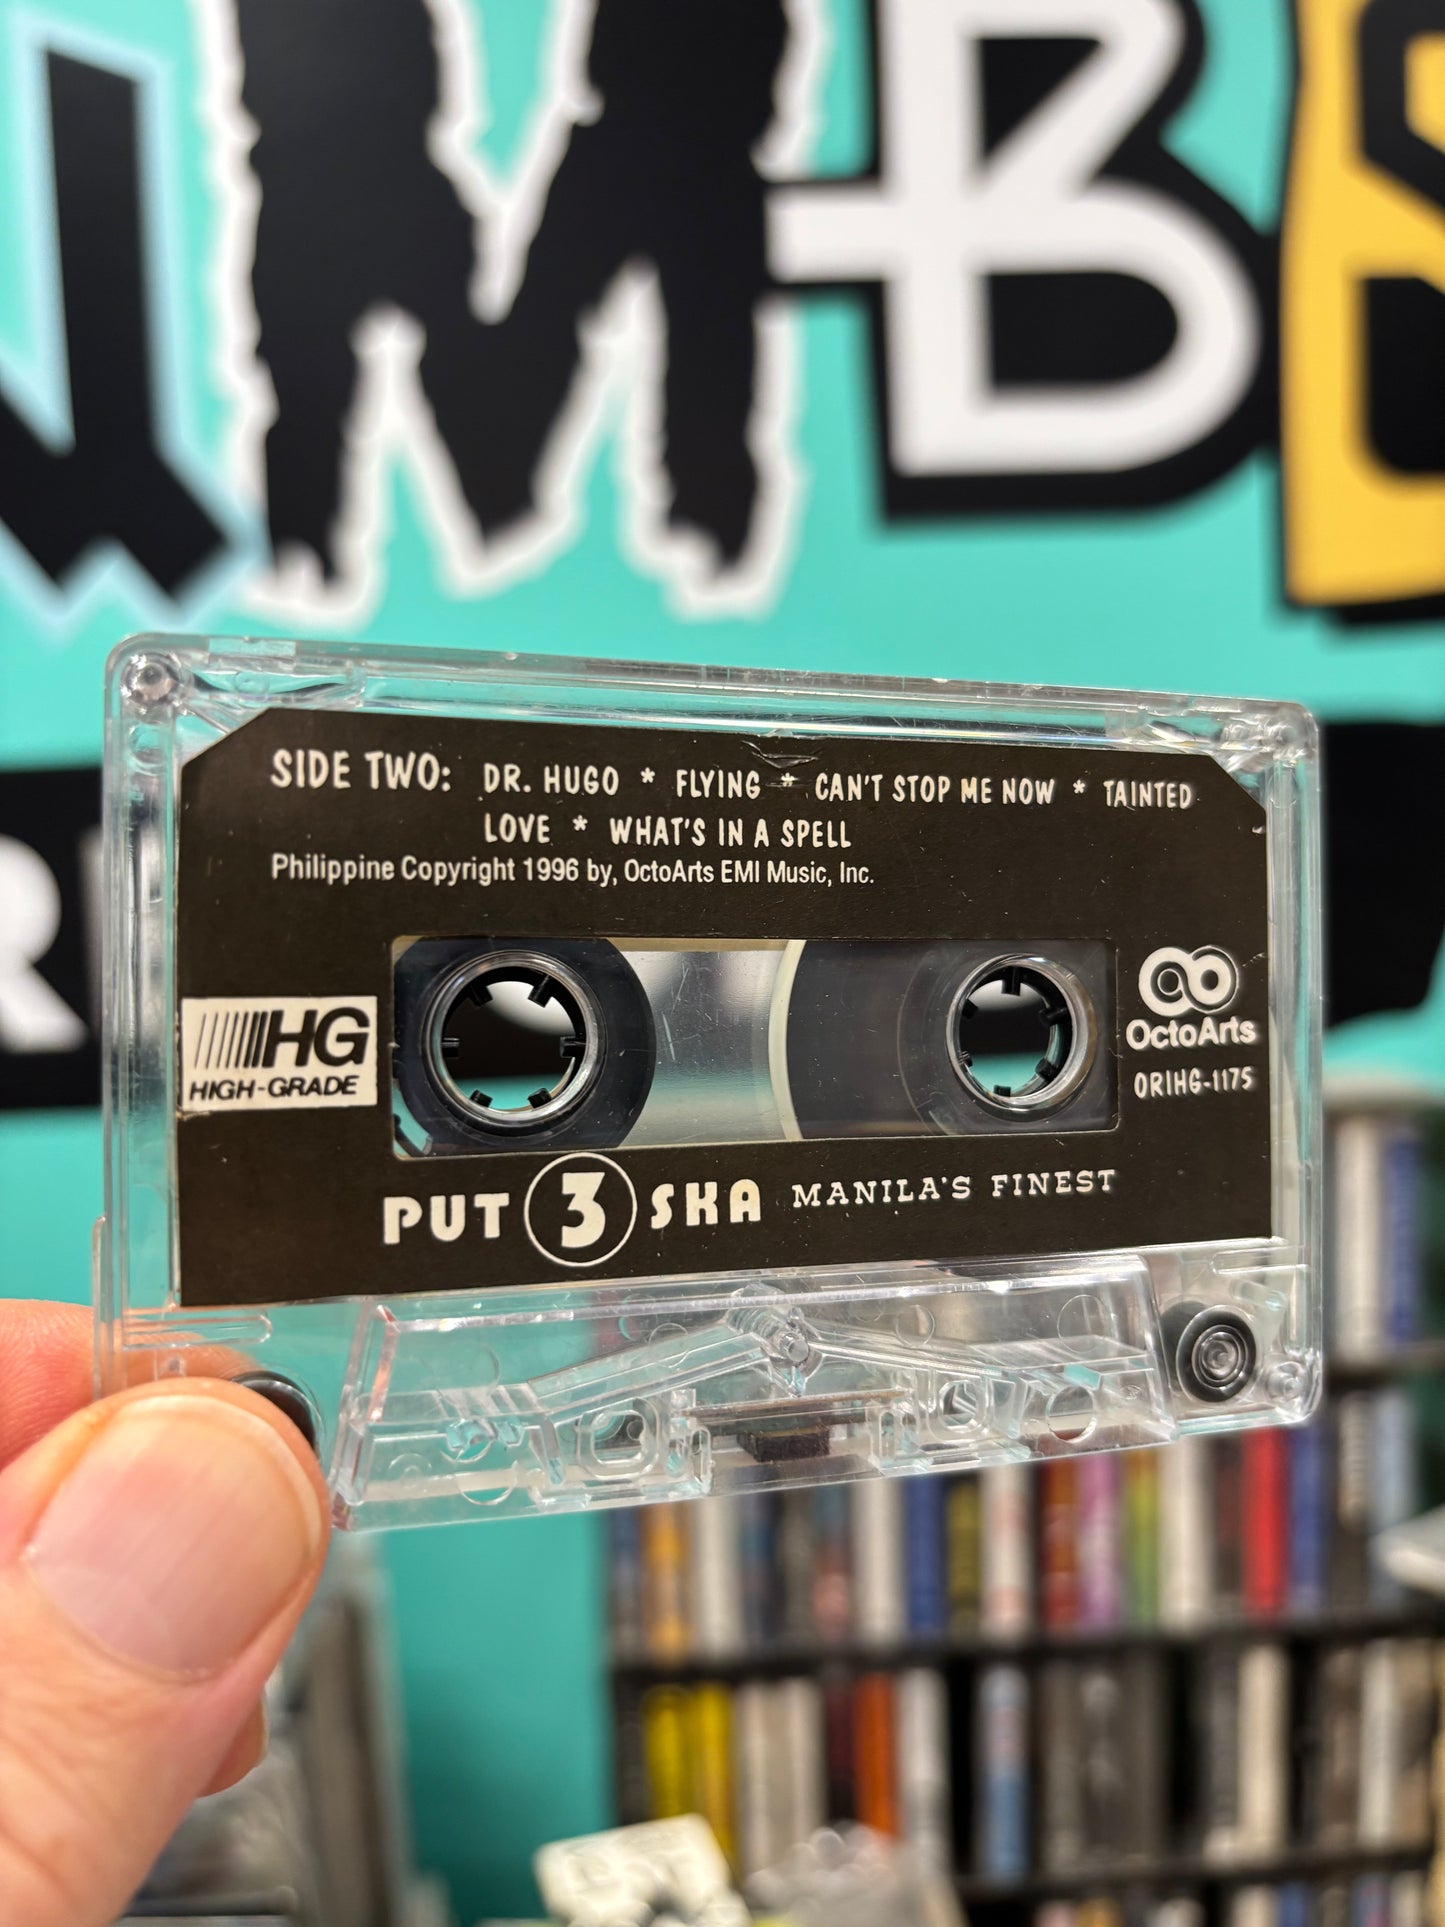 MBS
R
SIDE TWO: DR. HUGO * FLYING * CAN'T STOP ME NOW * TAINTED
LOVE * WHAT'S IN A SPELL
Philippine Copyright 1996 by, OctoArts EMI Music, Inc.
HG
HIGH-GRADE
OctoArts
ORIHG-1175
PUT 3 SKA MANILA'S FINEST